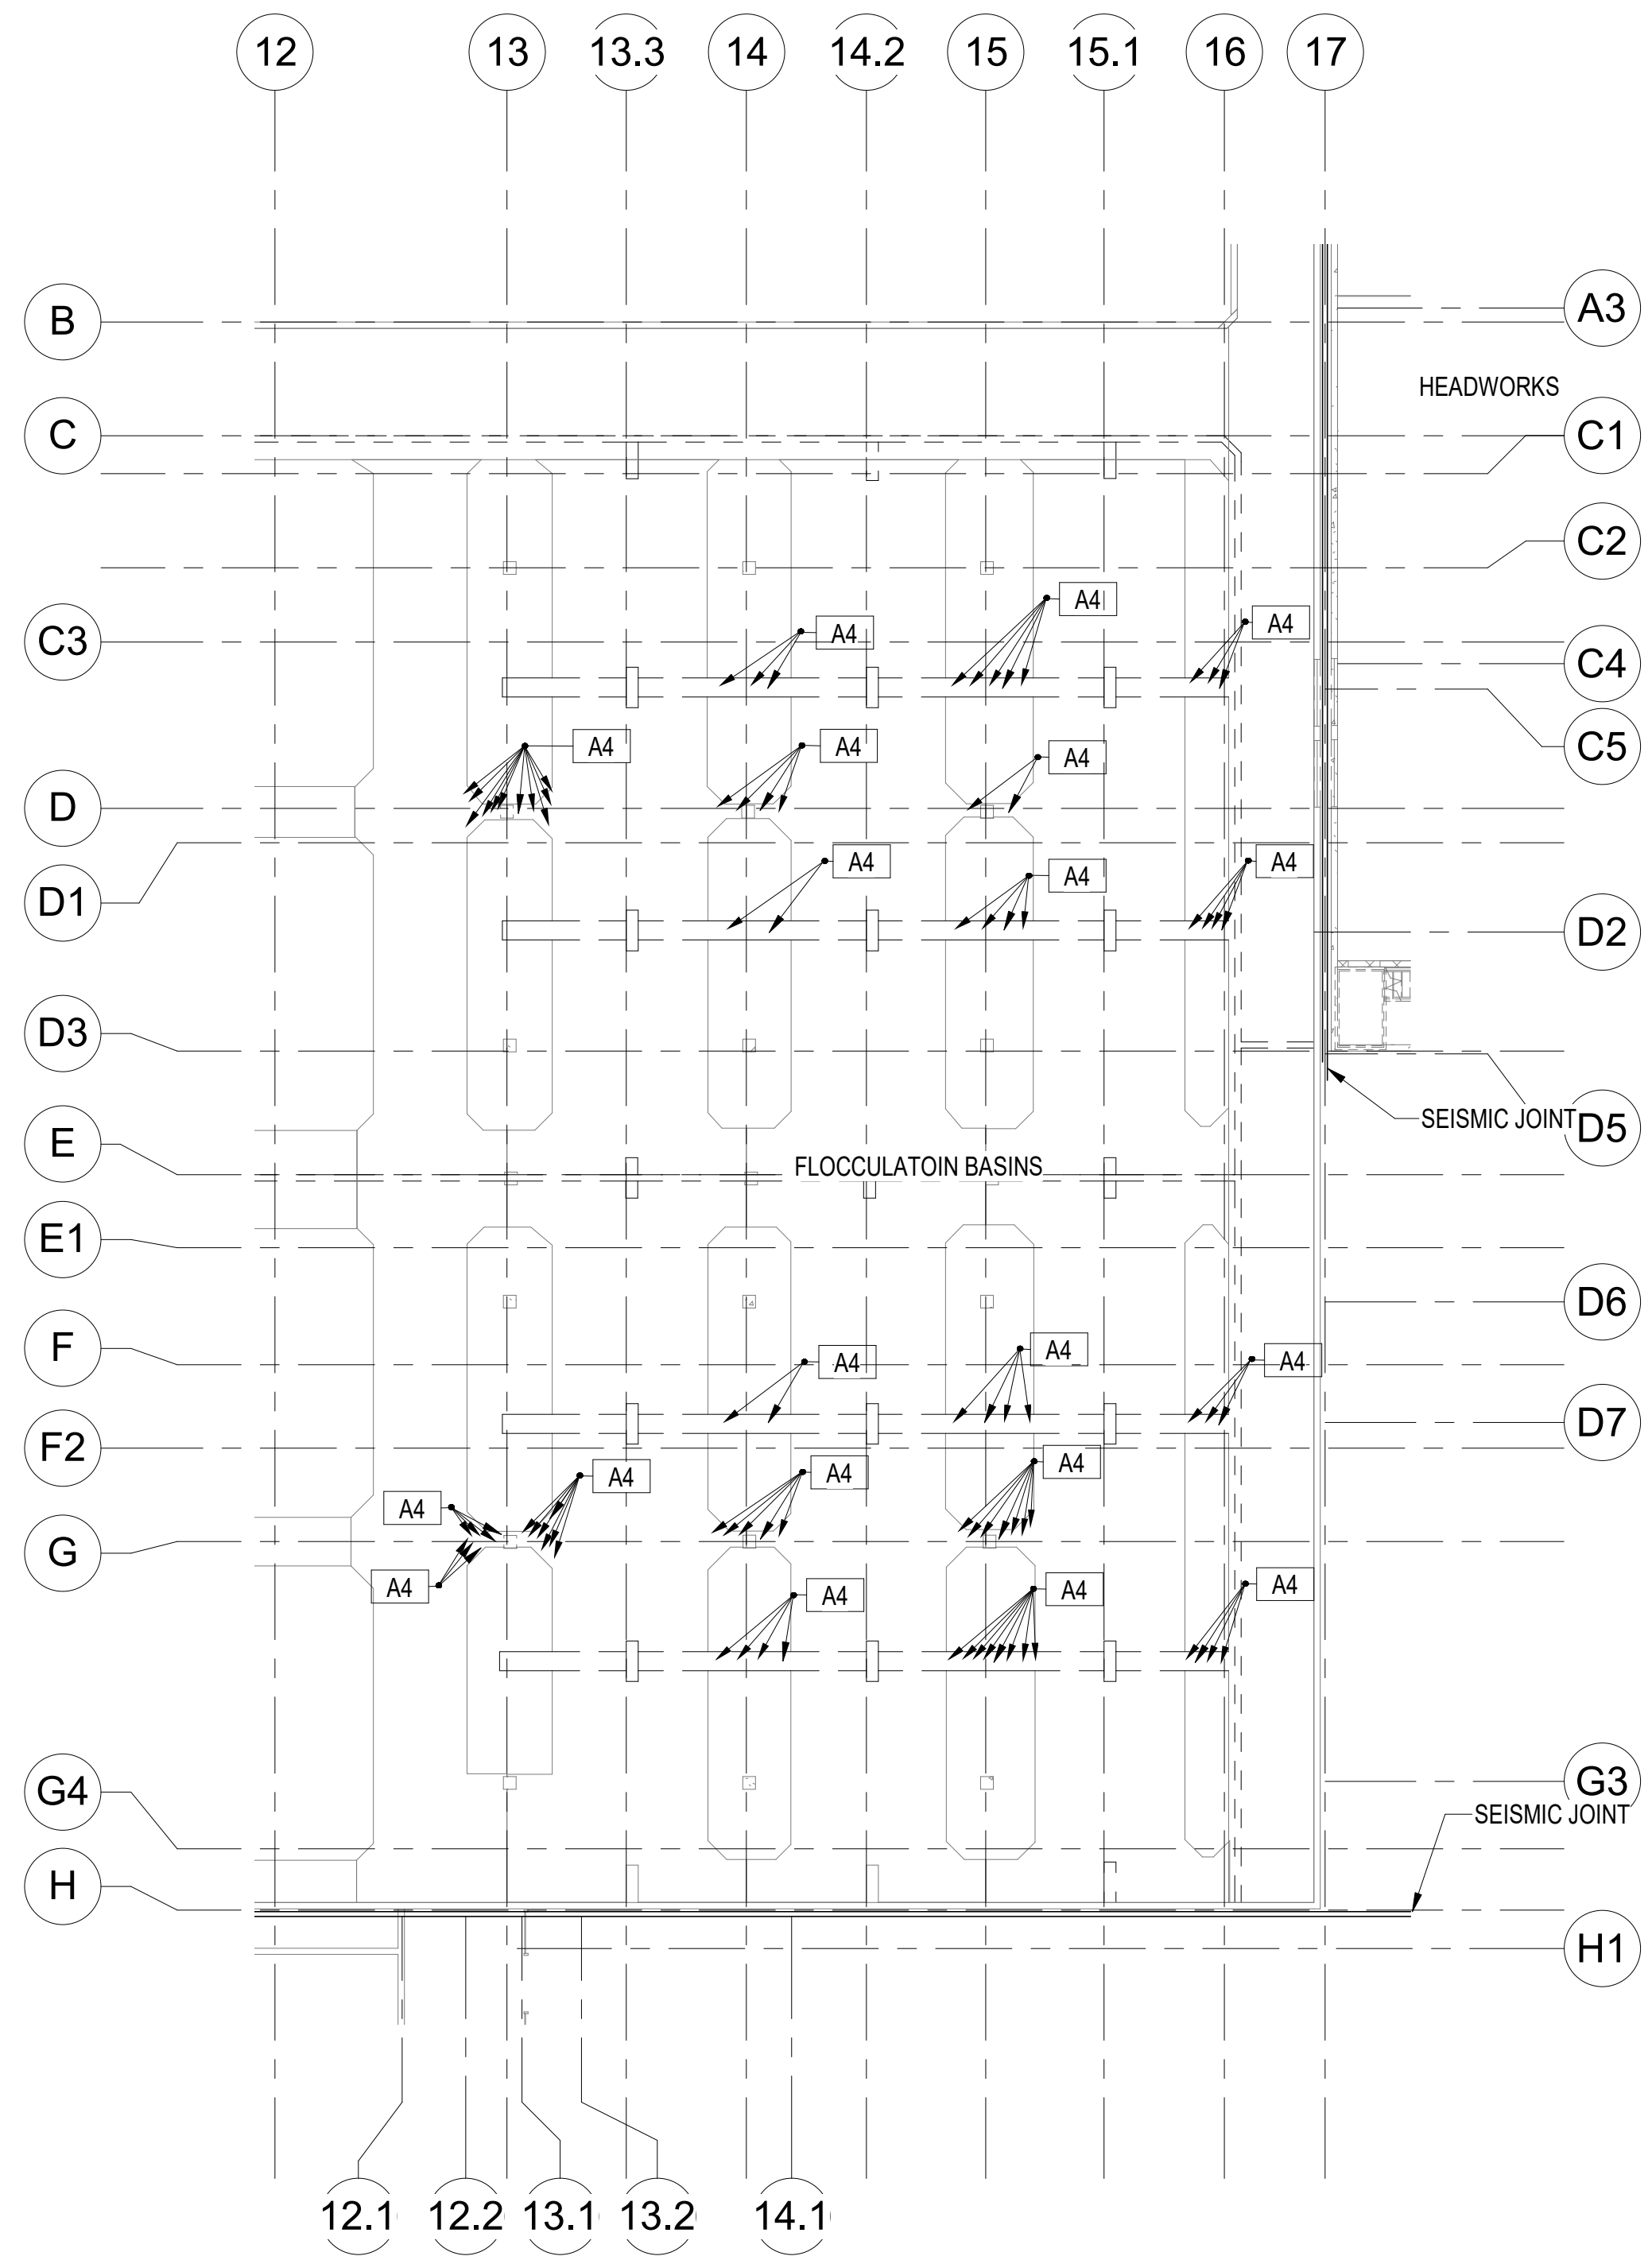 12 13 13.3 14 14.2 15 15.1 16 17
A3
B
HEADWORKS
C C1
C2
A4
A4 A4
C3 C4
A4 A4 C5
A4
D
A4 A4
A4
D1 D2
D3
SEISMIC JOINT D5
E
FLOCCULATOIN BASINS
E1
D6
F A4 A4 A4
D7
F2
A4
A4 A4
A4
G
A4 A4 A4
A4
G4 G3
SEISMIC JOINT
H
H1
12.1 12.2 13.1 13.2 14.1